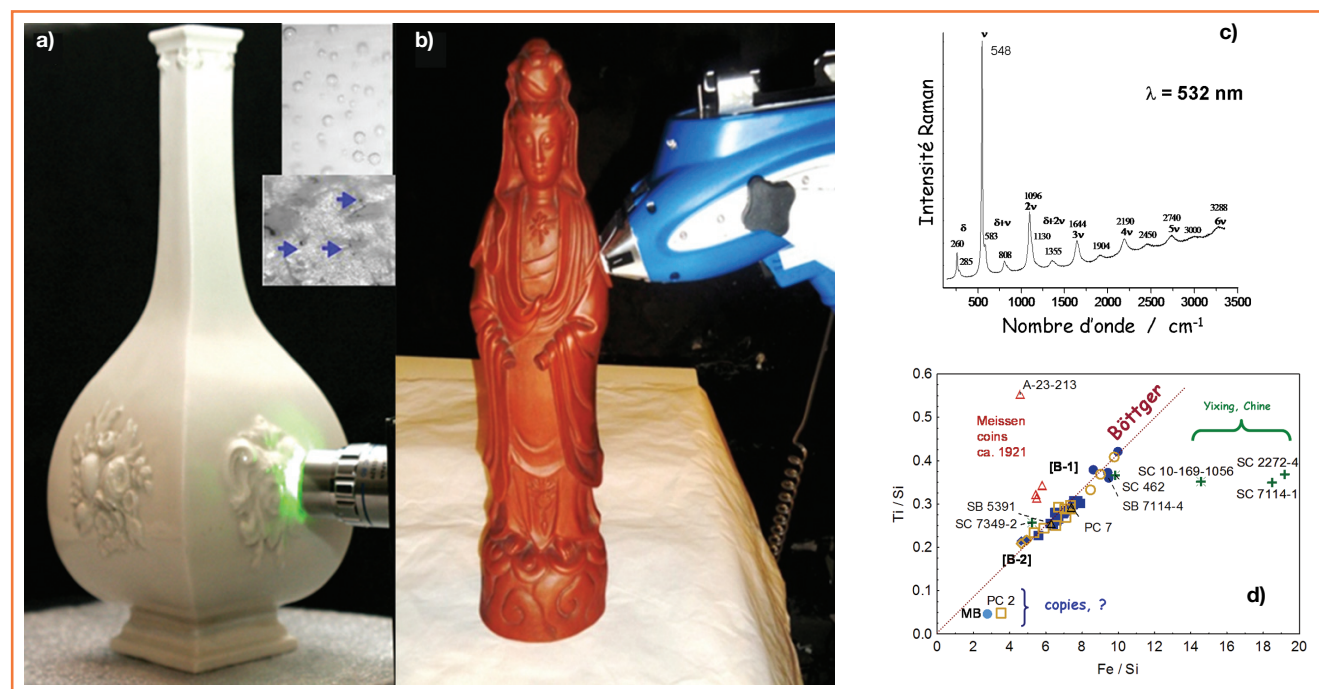 a)
b)
c)
ν
548
λ = 532 nm
Intensité Raman
δ
260
285
583
δ+ν
808
1096
2ν
1130
δ+2ν
1355
1644
3ν
1904
2190
4ν
2450
2740
5ν
3000
3288
6ν
500 1000 1500 2000 2500 3000 3500
Nombre d'onde / cm⁻¹
0.6
0.5
0.4
0.3
0.2
0.1
0.0
Ti / Si
A-23-213
Meissen
coins
ca. 1921
Böttger
Yixing, Chine
[B-1]
SC 10-169-1056
SC 2272-4
SC 462
SC 7114-1
SB 5391
SB 7114-4
SC 7349-2
PC 7
[B-2]
PC 2
MB
copies, ?
d)
0 2 4 6 8 10 12 14 16 18 20
Fe / Si